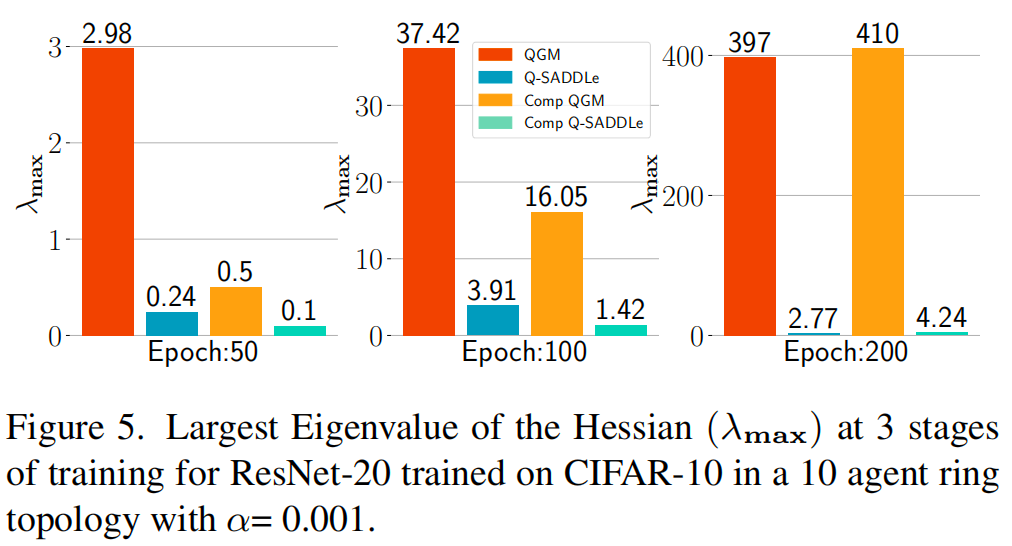 2.98
37.42
397
410
QGM
Q-SADDLe
Comp QGM
Comp Q-SADDLe
3
2
1
0
λmax
0.24
0.5
0.1
Epoch:50
30
20
10
0
λmax
3.91
16.05
1.42
Epoch:100
400
200
0
λmax
2.77
4.24
Epoch:200
Figure 5. Largest Eigenvalue of the Hessian (λmax) at 3 stages
of training for ResNet-20 trained on CIFAR-10 in a 10 agent ring
topology with α= 0.001.